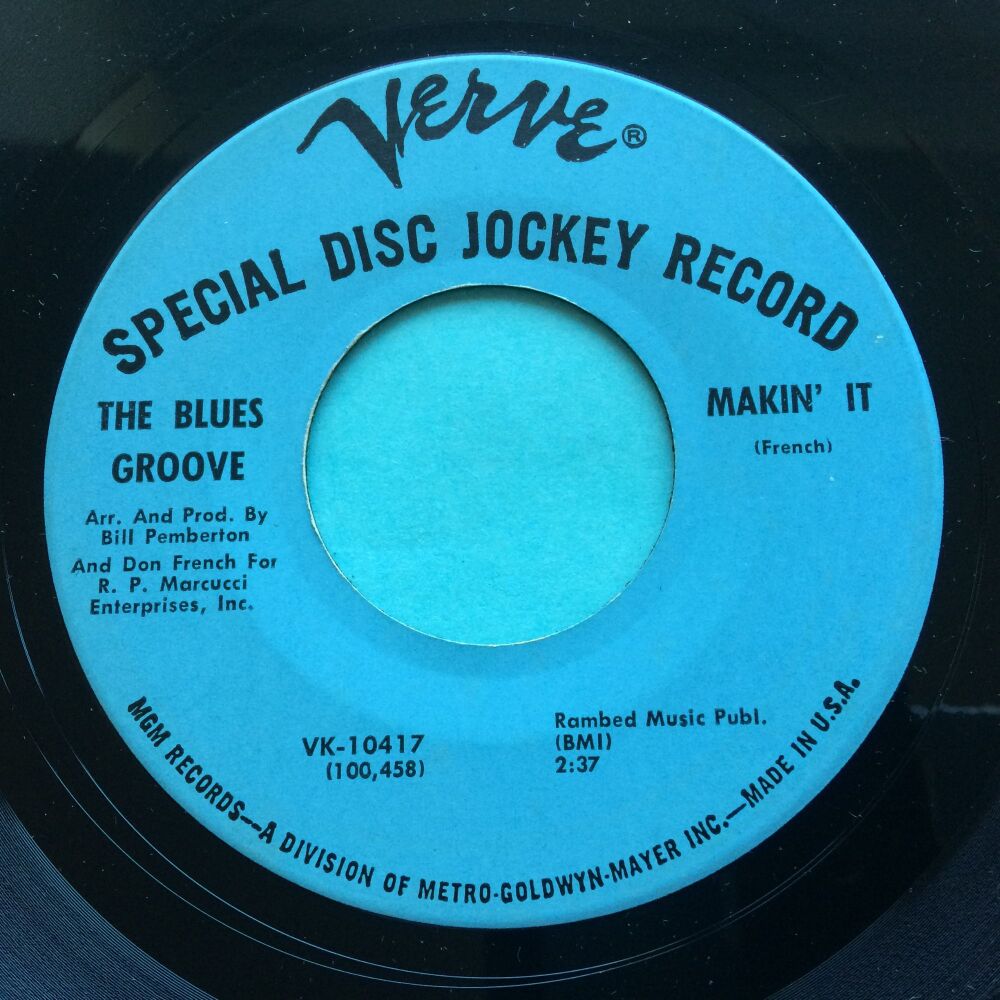 Verve®
SPECIAL DISC JOCKEY RECORD
THE BLUES
GROOVE
Arr. And Prod. By
Bill Pemberton
And Don French For
R. P. Marcucci
Enterprises, Inc.
MAKIN' IT
(French)
VK-10417
(100,458)
Rambed Music Publ.
(BMI)
2:37
MGM RECORDS—A DIVISION OF METRO-GOLDWYN-MAYER INC.—MADE IN U.S.A.